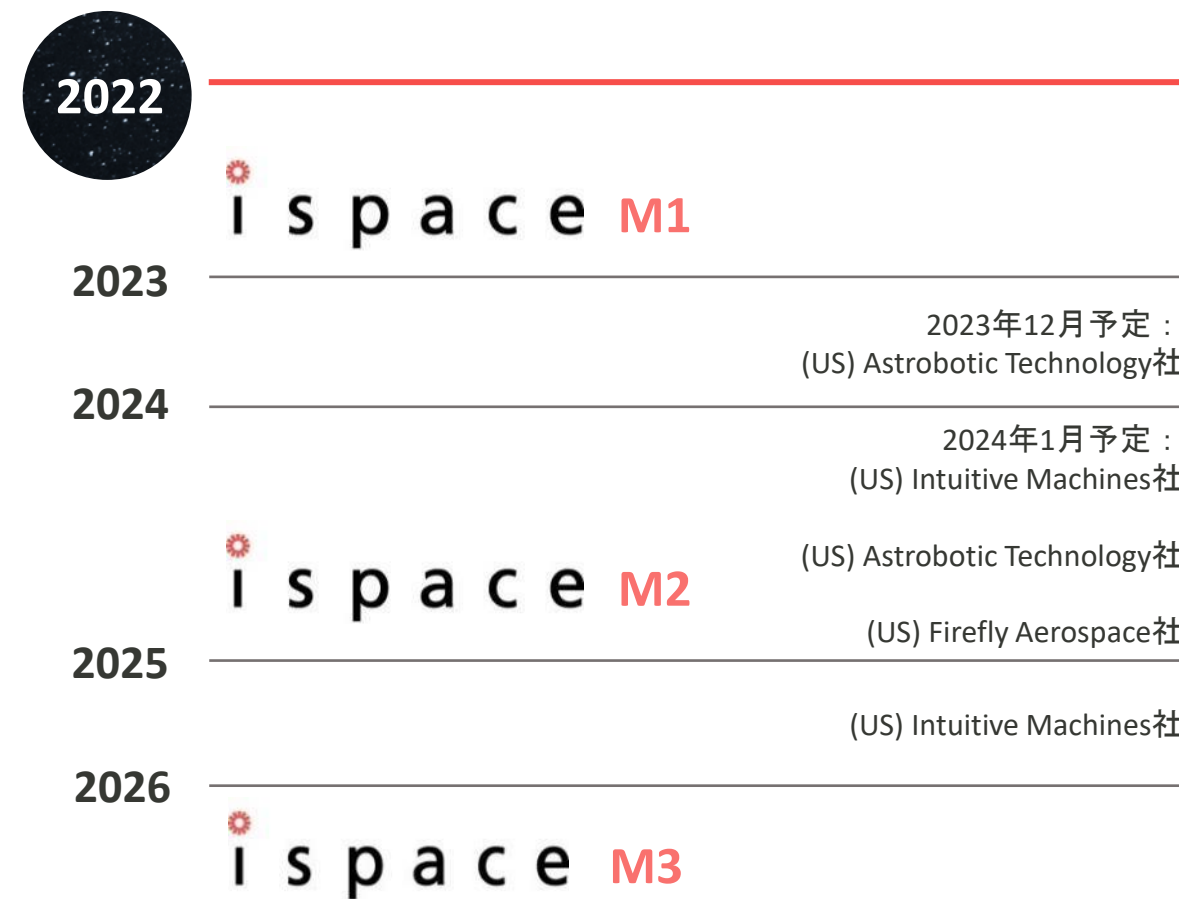 2022
ispace M1
2023
2023年12月予定：
(US) Astrobotic Technology社
2024
2024年1月予定：
(US) Intuitive Machines社
(US) Astrobotic Technology社
ispace M2
(US) Firefly Aerospace社
2025
(US) Intuitive Machines社
2026
ispace M3